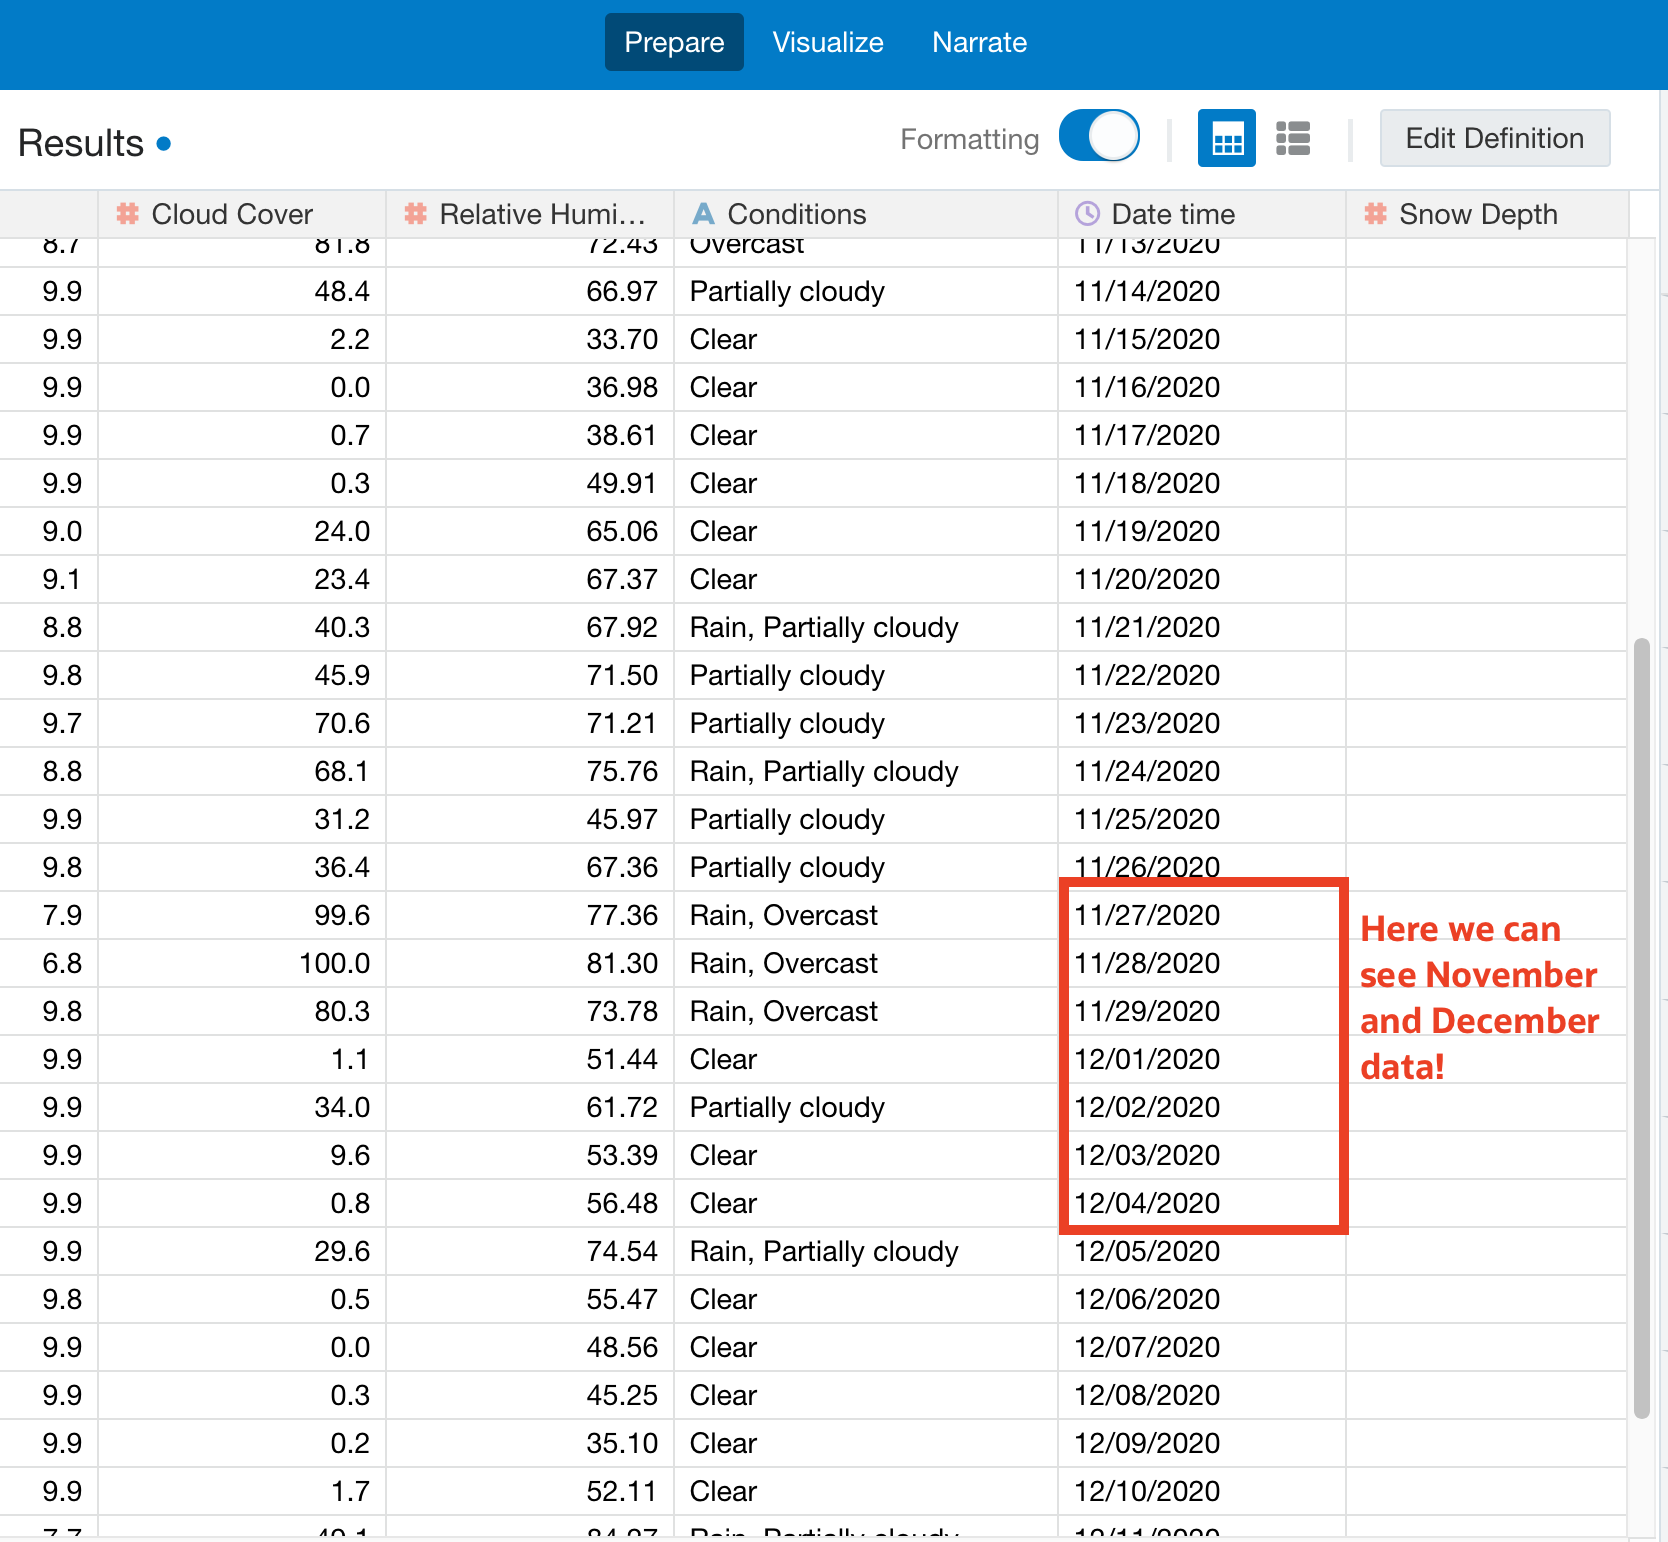 Prepare Visualize Narrate
Results Formatting Edit Definition
Cloud Cover Relative Humi... Conditions Date time Snow Depth
8.7 81.8 72.43 Overcast 11/13/2020
9.9 48.4 66.97 Partially cloudy 11/14/2020
9.9 2.2 33.70 Clear 11/15/2020
9.9 0.0 36.98 Clear 11/16/2020
9.9 0.7 38.61 Clear 11/17/2020
9.9 0.3 49.91 Clear 11/18/2020
9.0 24.0 65.06 Clear 11/19/2020
9.1 23.4 67.37 Clear 11/20/2020
8.8 40.3 67.92 Rain, Partially cloudy 11/21/2020
9.8 45.9 71.50 Partially cloudy 11/22/2020
9.7 70.6 71.21 Partially cloudy 11/23/2020
8.8 68.1 75.76 Rain, Partially cloudy 11/24/2020
9.9 31.2 45.97 Partially cloudy 11/25/2020
9.8 36.4 67.36 Partially cloudy 11/26/2020
7.9 99.6 77.36 Rain, Overcast 11/27/2020
6.8 100.0 81.30 Rain, Overcast 11/28/2020
9.8 80.3 73.78 Rain, Overcast 11/29/2020
9.9 1.1 51.44 Clear 12/01/2020
9.9 34.0 61.72 Partially cloudy 12/02/2020
9.9 9.6 53.39 Clear 12/03/2020
9.9 0.8 56.48 Clear 12/04/2020
Here we can
see November
and December
data!
9.9 29.6 74.54 Rain, Partially cloudy 12/05/2020
9.8 0.5 55.47 Clear 12/06/2020
9.9 0.0 48.56 Clear 12/07/2020
9.9 0.3 45.25 Clear 12/08/2020
9.9 0.2 35.10 Clear 12/09/2020
9.9 1.7 52.11 Clear 12/10/2020
Rain, Partially cloudy 12/11/2020